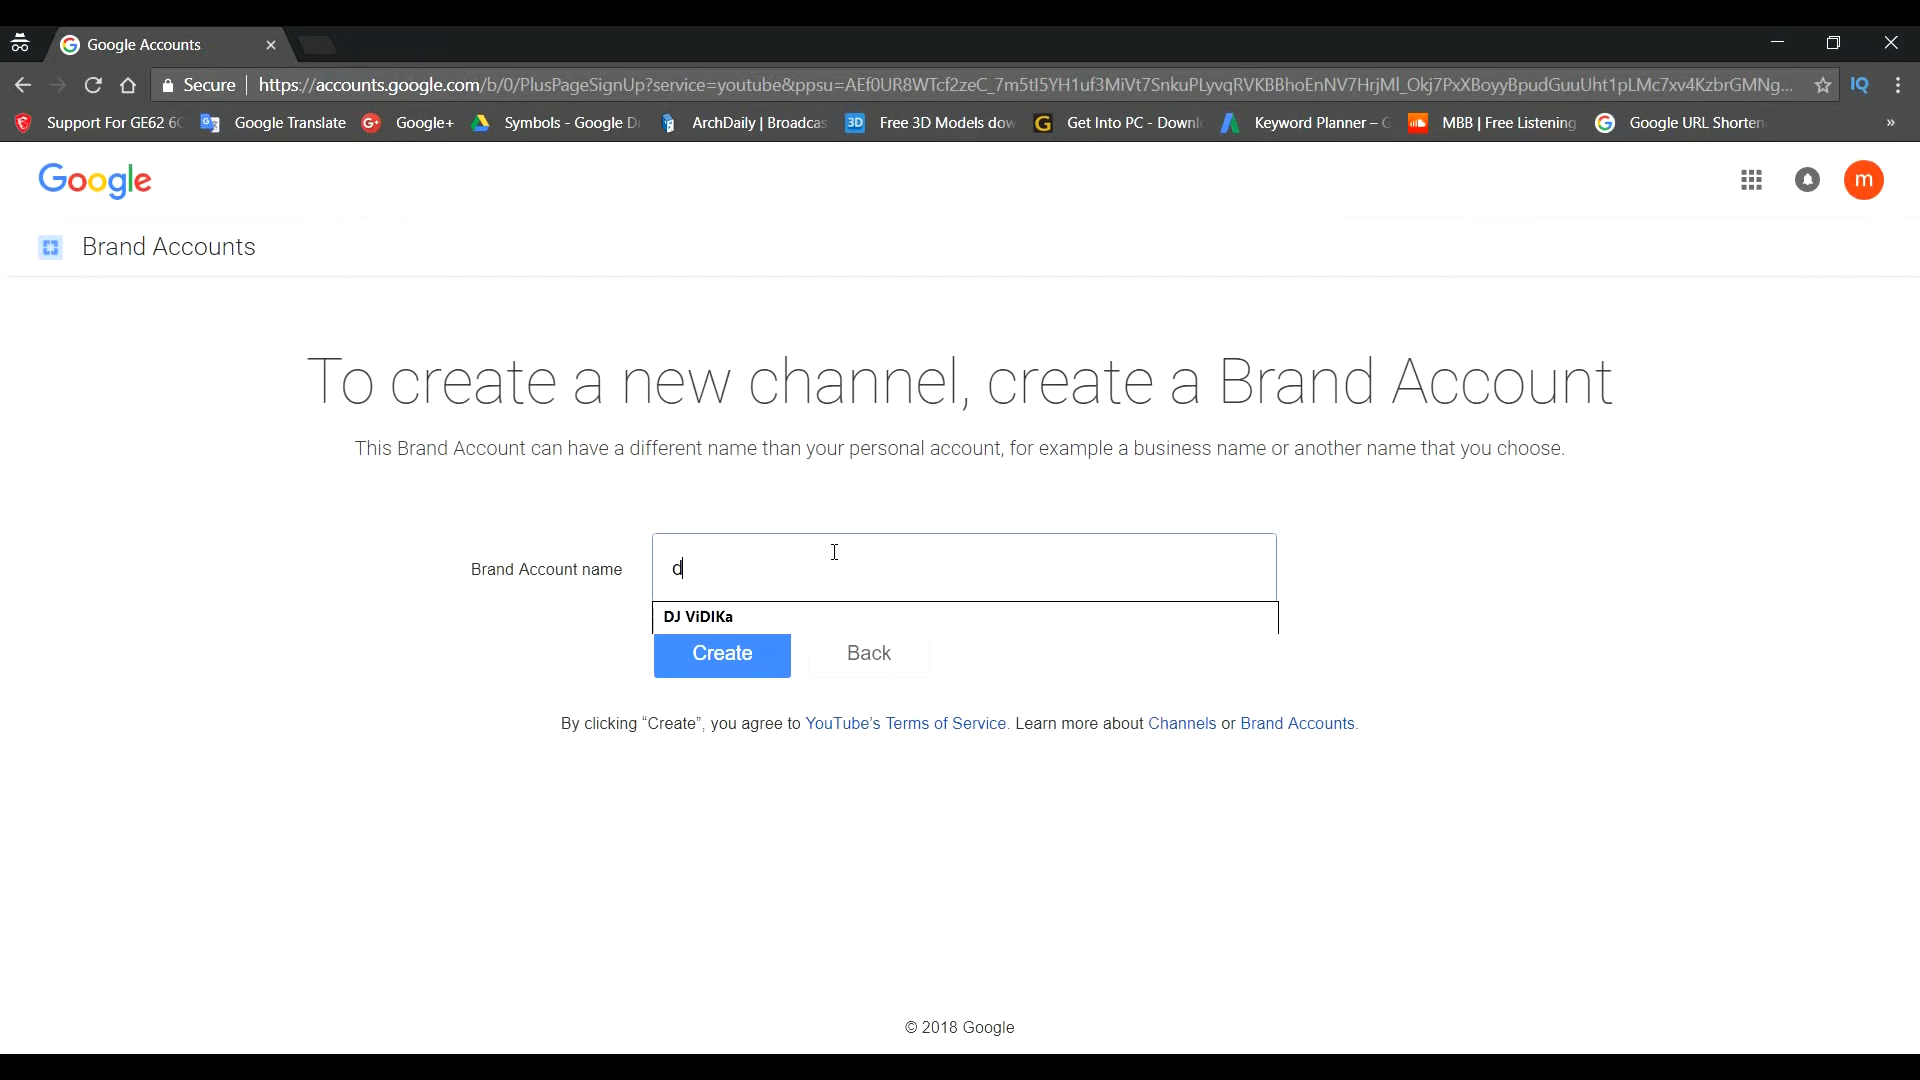 Google Accounts
Secure https://accounts.google.com/b/0/PlusPageSignUp?service=youtube&ppsu=AEf0UR8WTcf2zeC_7m5tI5YH1uf3MiVt7SnkuPLyvqRVKBBhoEnNV7HrjMl_Okj7PxXBoyyBpudGuuUht1pLMc7xv4KzbrGMNg... IQ
Support For GE62 6 Google Translate G+ Google+ Symbols - Google D ArchDaily | Broadcas 3D Free 3D Models dow G Get Into PC - Downl Keyword Planner – G MBB | Free Listening Google URL Shorten »
Google m
Brand Accounts
To create a new channel, create a Brand Account
This Brand Account can have a different name than your personal account, for example a business name or another name that you choose.
Brand Account name d
DJ ViDIKa
Create Back
By clicking “Create”, you agree to YouTube’s Terms of Service. Learn more about Channels or Brand Accounts.
© 2018 Google